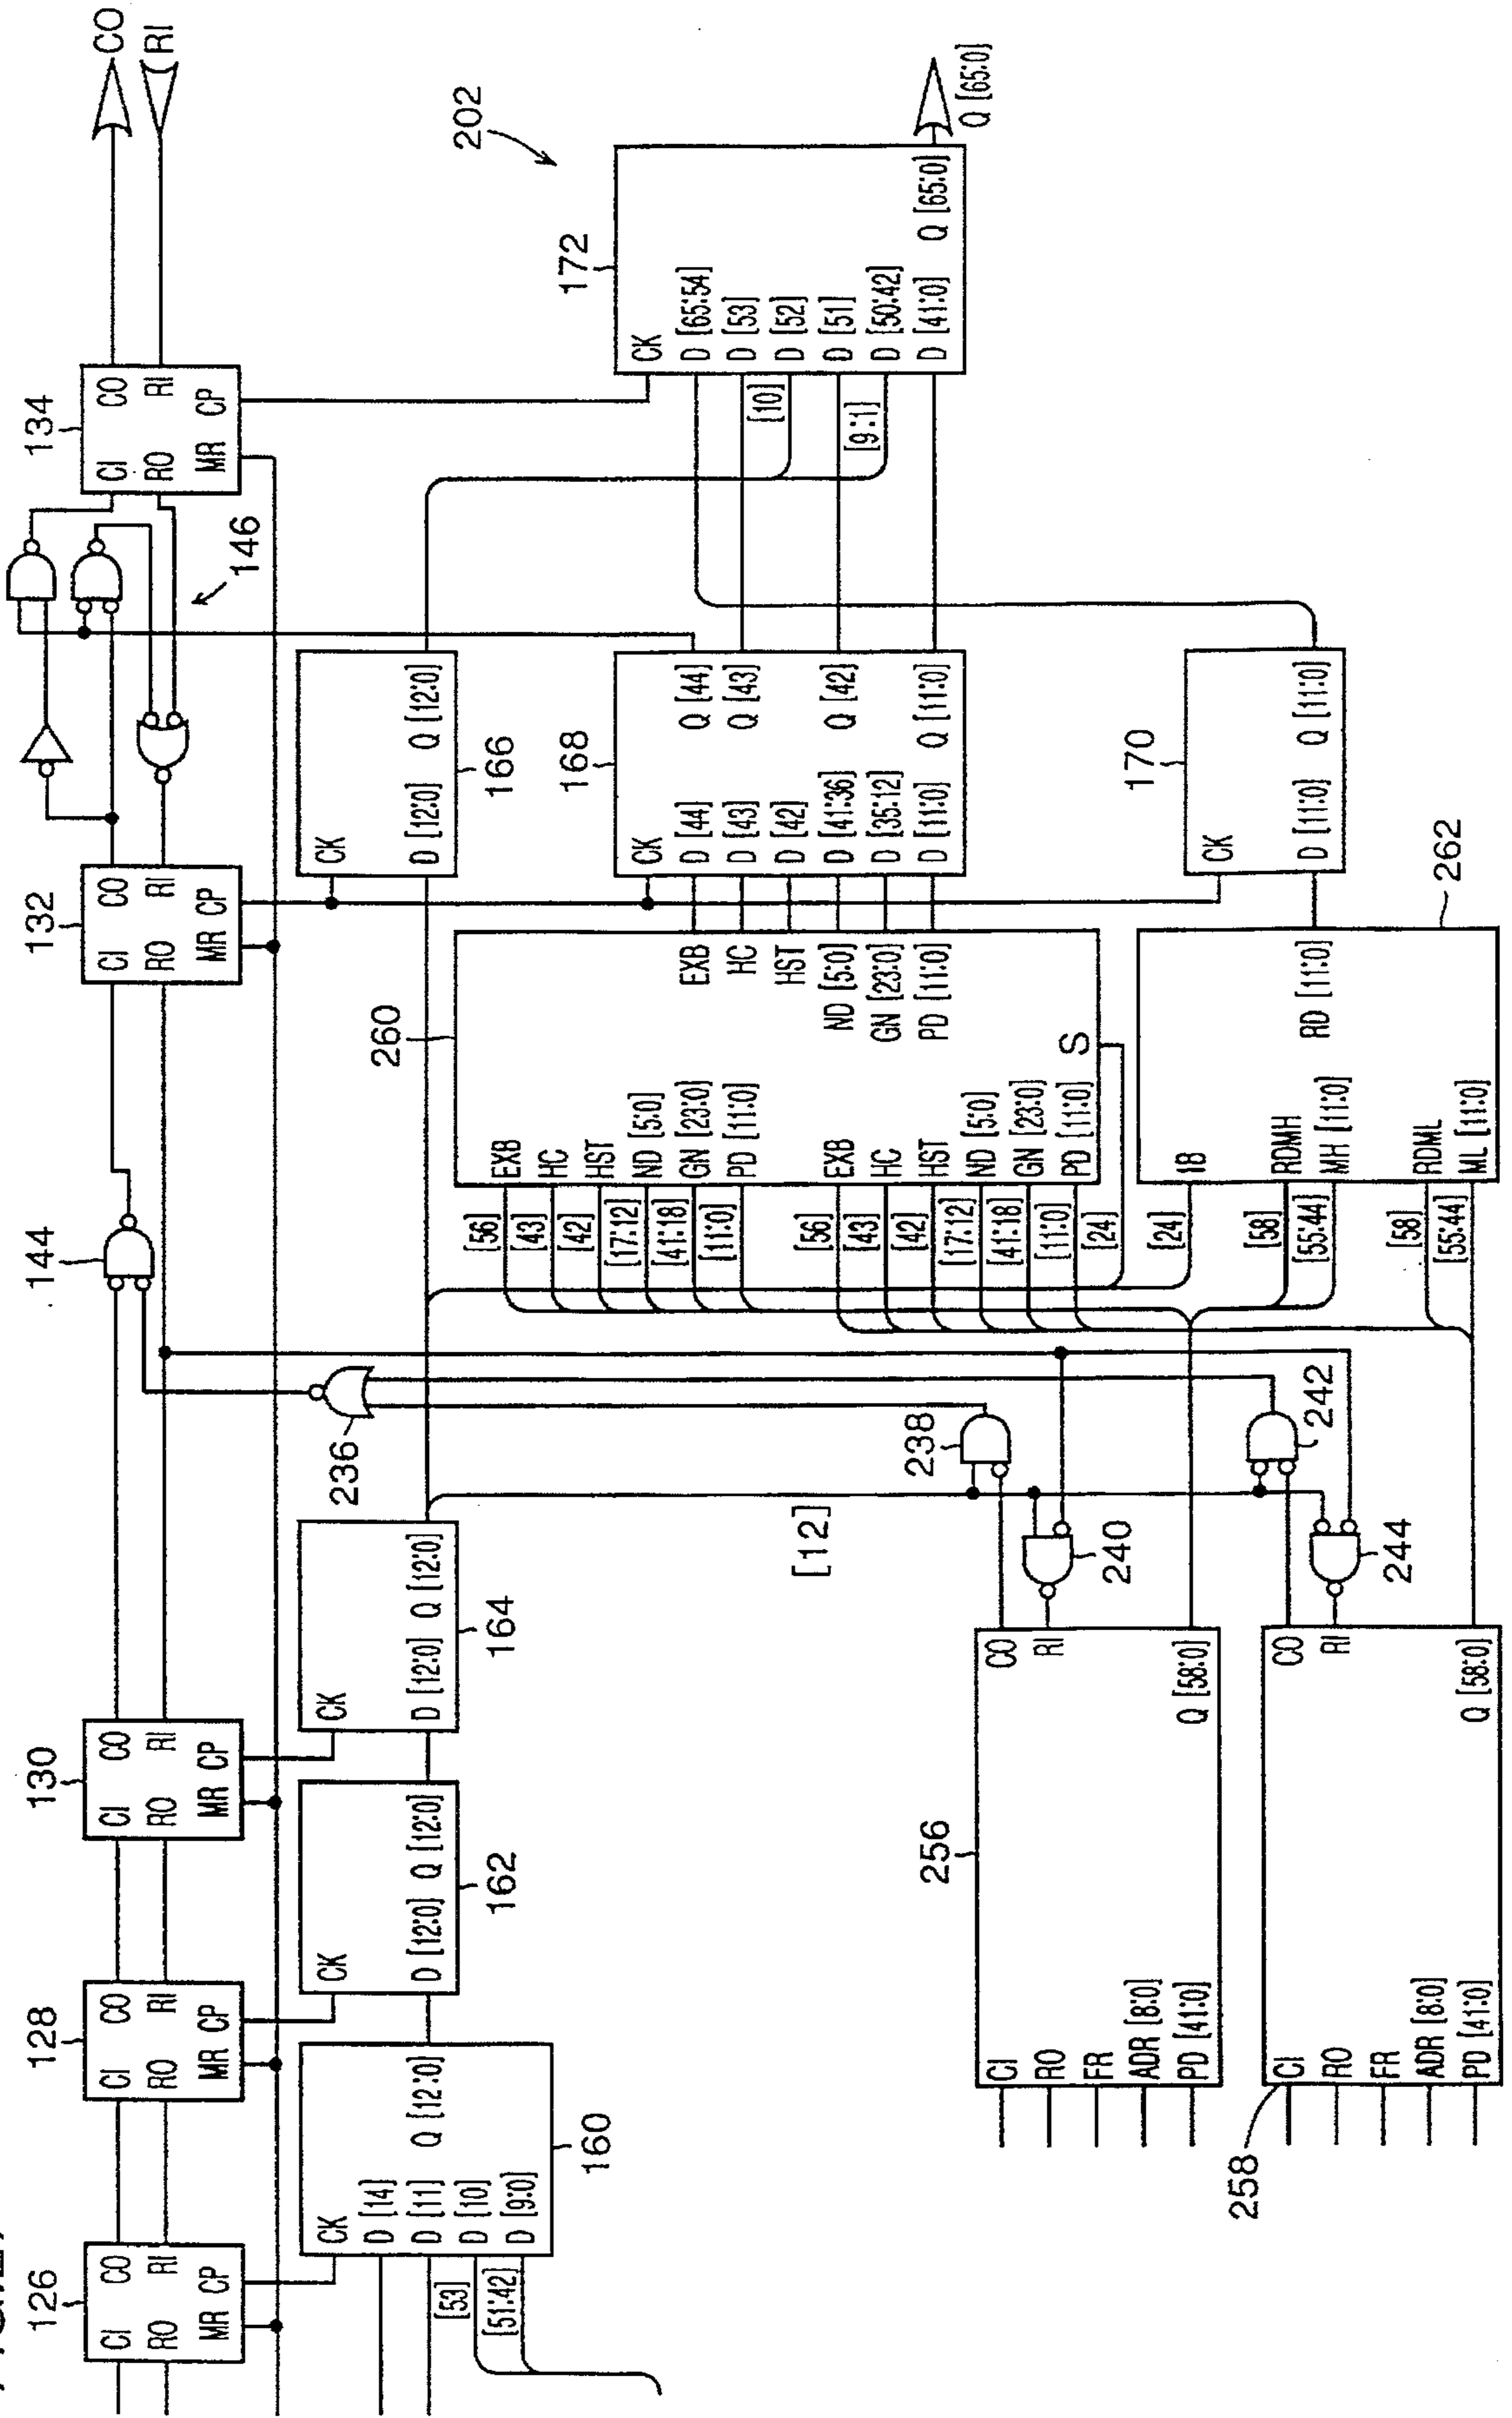 CO
RI
134
CI CO
RO RI
MR CP
146
132
CI CO
RO RI
MR CP
144
130
CI CO
RO RI
MR CP
128
CI CO
RO RI
MR CP
126
CI CO
RO RI
MR CP
160
CK
D [14]
D [11] Q [12:0]
D [10]
D [9:0]
[53]
[51:42]
162
CK
D [12:0] Q [12:0]
164
CK
D [12:0] Q [12:0]
236
[12]
238
240
242
244
256
CI CO
RO RI
FR
ADR [8:0]
PD [41:0] Q [58:0]
258
CI CO
RO RI
FR
ADR [8:0]
PD [41:0] Q [58:0]
260
[56] EXB EXB
[43] HC HC
[42] HST HST
[17:12] ND [5:0] ND [5:0]
[41:18] GN [23:0] GN [23:0]
[11:0] PD [11:0] PD [11:0]
[56] EXB
[43] HC
[42] HST
[17:12] ND [5:0]
[41:18] GN [23:0]
[11:0] PD [11:0]
[24] S
262
[24] 1B
[58] RDMH RD [11:0]
[55:44] MH [11:0]
[58] RDML
[55:44] ML [11:0]
166
CK
D [12:0] Q [12:0]
168
CK
D [44] Q [44]
D [43] Q [43]
D [42]
D [41:36] Q [42]
D [35:12]
D [11:0] Q [11:0]
170
CK
D [11:0] Q [11:0]
172
202
CK
D [65:54]
D [53]
[10] D [52]
D [51]
[9:1] D [50:42]
D [41:0] Q [65:0]
Q [65:0]